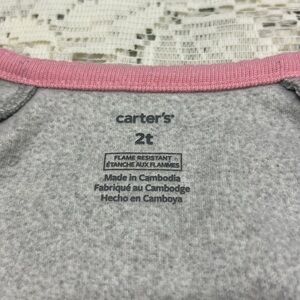 carter's®
2t
FLAME RESISTANT
ÉTANCHE AUX FLAMMES
Made in Cambodia
Fabriqué au Cambodge
Hecho en Camboya